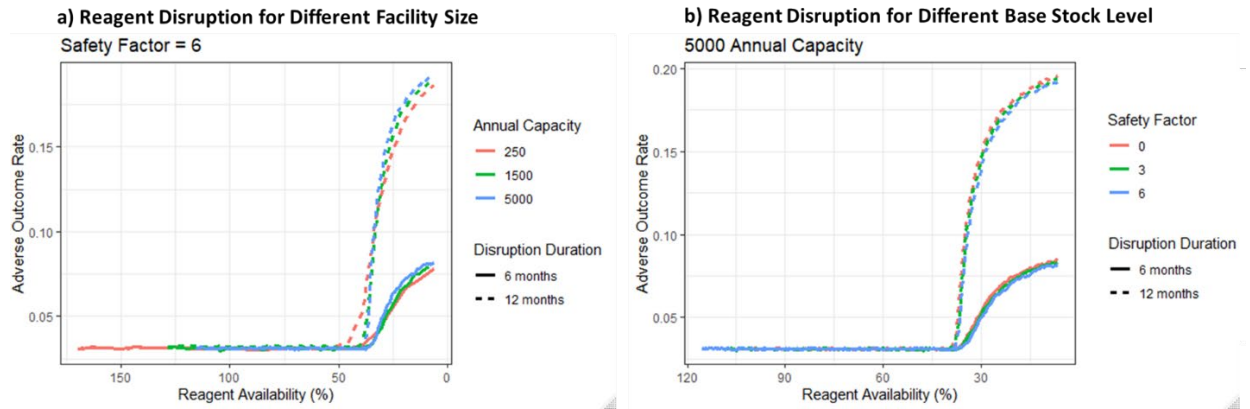 a) Reagent Disruption for Different Facility Size
Safety Factor = 6
Adverse Outcome Rate
0.15
0.10
0.05
150
100
50
0
Reagent Availability (%)
Annual Capacity
250
1500
5000
Disruption Duration
6 months
12 months
b) Reagent Disruption for Different Base Stock Level
5000 Annual Capacity
Adverse Outcome Rate
0.20
0.15
0.10
0.05
120
90
60
30
Reagent Availability (%)
Safety Factor
0
3
6
Disruption Duration
6 months
12 months